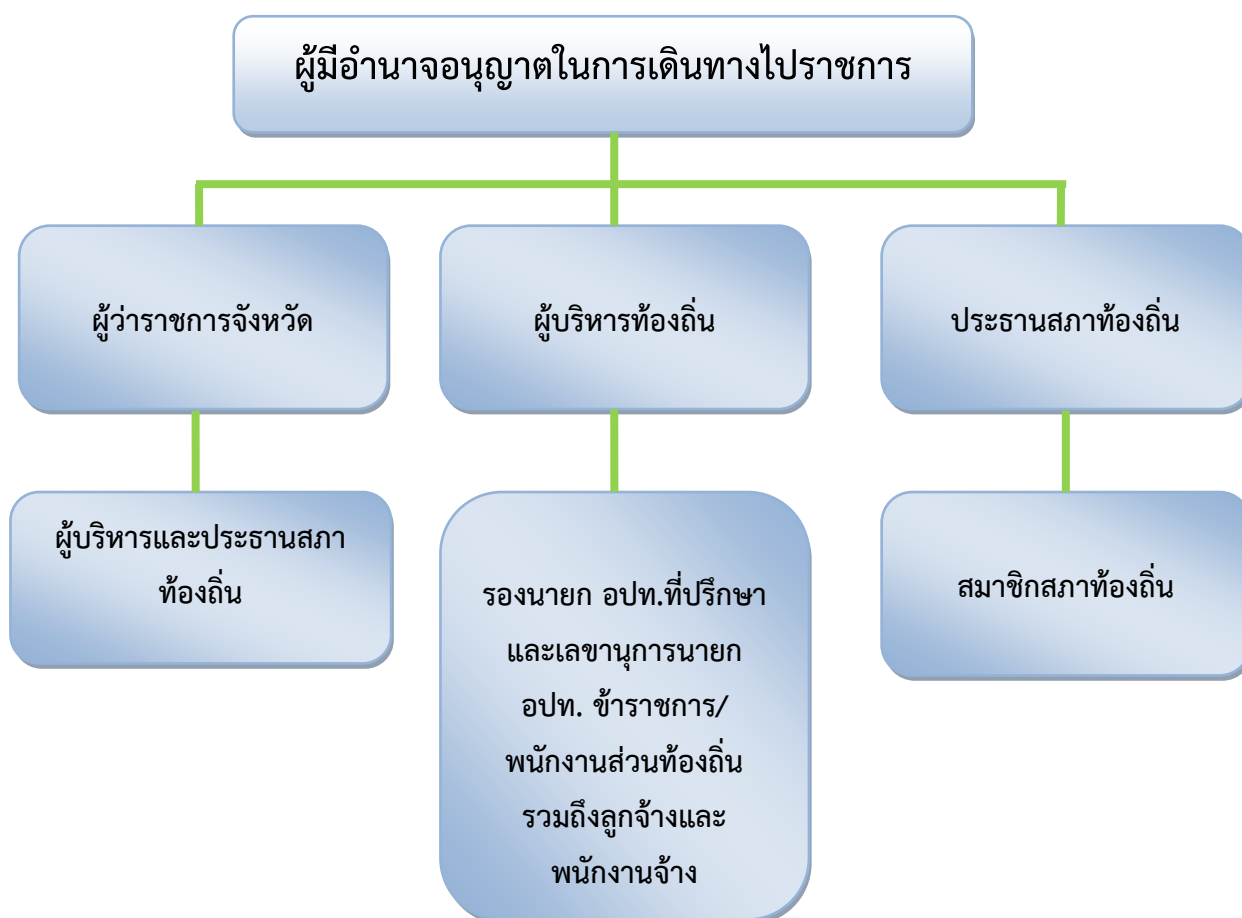 ผู้มีอำนาจอนุญาตในการเดินทางไปราชการ
ผู้ว่าราชการจังหวัด
ผู้บริหารท้องถิ่น
ประธานสภาท้องถิ่น
ผู้บริหารและประธานสภา
ท้องถิ่น
รองนายก อปท.ที่ปรึกษา
และเลขานุการนายก
อปท. ข้าราชการ/
พนักงานส่วนท้องถิ่น
รวมถึงลูกจ้างและ
พนักงานจ้าง
สมาชิกสภาท้องถิ่น